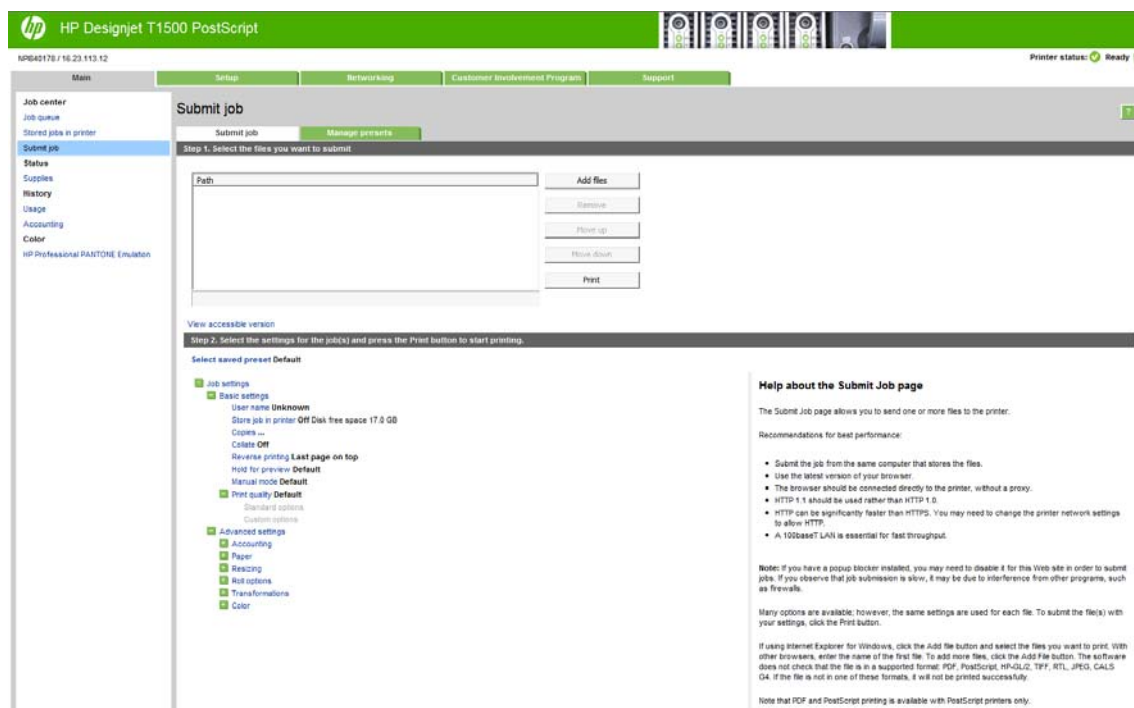 hp
HP Designjet T1500 PostScript
NPIB40178 / 16.23.113.12
Printer status: Ready
Main
Setup
Networking
Customer Involvement Program
Support
Job center
Job queue
Stored jobs in printer
Submit job
Status
Supplies
History
Usage
Accounting
Color
HP Professional PANTONE Emulation
Submit job
?
Submit job
Manage presets
Step 1. Select the files you want to submit
Path
Add files
Remove
Move up
Move down
Print
View accessible version
Step 2. Select the settings for the job(s) and press the Print button to start printing.
Select saved preset Default
Job settings
Basic settings
User name Unknown
Store job in printer Off Disk free space 17.0 GB
Copies ...
Collate Off
Reverse printing Last page on top
Hold for preview Default
Manual mode Default
Print quality Default
Standard options
Custom options
Advanced settings
Accounting
Paper
Resizing
Roll options
Transformations
Color
Help about the Submit Job page
The Submit Job page allows you to send one or more files to the printer.
Recommendations for best performance:
• Submit the job from the same computer that stores the files.
• Use the latest version of your browser.
• The browser should be connected directly to the printer, without a proxy.
• HTTP 1.1 should be used rather than HTTP 1.0.
• HTTP can be significantly faster than HTTPS. You may need to change the printer network settings
to allow HTTP.
• A 100baseT LAN is essential for fast throughput.
Note: If you have a popup blocker installed, you may need to disable it for this Web site in order to submit
jobs. If you observe that job submission is slow, it may be due to interference from other programs, such
as firewalls.
Many options are available; however, the same settings are used for each file. To submit the file(s) with
your settings, click the Print button.
If using Internet Explorer for Windows, click the Add file button and select the files you want to print. With
other browsers, enter the name of the first file. To add more files, click the Add File button. The software
does not check that the file is in a supported format: PDF, PostScript, HP-GL/2, TIFF, RTL, JPEG, CALS
G4. If the file is not in one of these formats, it will not be printed successfully.
Note that PDF and PostScript printing is available with PostScript printers only.